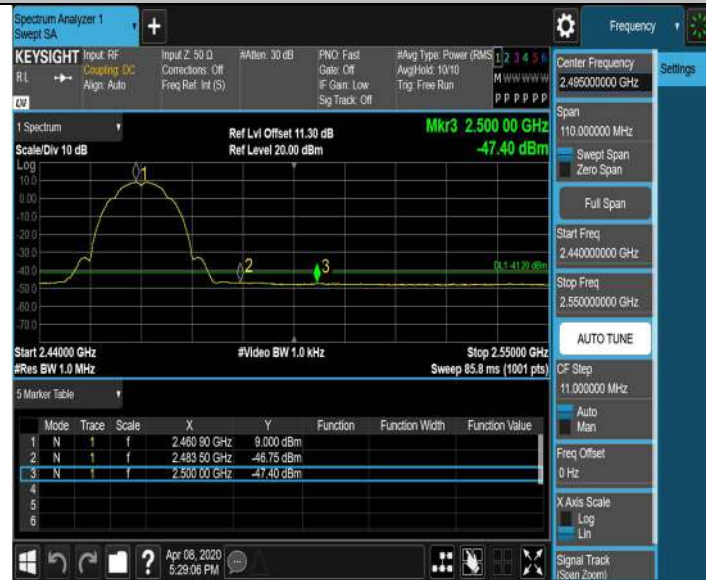 Spectrum Analyzer 1
Swept SA
+
Frequency
KEYSIGHT
RL
Input: RF
Coupling: DC
Align: Auto
Input Z: 50 Ω
Corrections: Off
Freq Ref: Int (S)
#Atten: 30 dB
PNO: Fast
Gate: Off
IF Gain: Low
Sig Track: Off
#Avg Type: Power (RMS
Avg|Hold: 10/10
Trig: Free Run
1 2 3 4 5 6
M W W W W W
P P P P P P
1 Spectrum
Scale/Div 10 dB
Ref Lvl Offset 11.30 dB
Ref Level 20.00 dBm
Mkr3 2.500 00 GHz
-47.40 dBm
Log
10.0
0.00
-10.0
-20.0
-30.0
-40.0
-50.0
-60.0
-70.0
1
2
3
DL1 -41.20 dBm
Start 2.44000 GHz
#Res BW 1.0 MHz
#Video BW 1.0 kHz
Stop 2.55000 GHz
Sweep 85.8 ms (1001 pts)
5 Marker Table
Mode Trace Scale X Y Function Function Width Function Value
1 N 1 f 2.460 90 GHz 9.000 dBm
2 N 1 f 2.483 50 GHz -46.75 dBm
3 N 1 f 2.500 00 GHz -47.40 dBm
4
5
6
?
Apr 08, 2020
5:29:06 PM
Center Frequency
2.495000000 GHz
Settings
Span
110.000000 MHz
Swept Span
Zero Span
Full Span
Start Freq
2.440000000 GHz
Stop Freq
2.550000000 GHz
AUTO TUNE
CF Step
11.000000 MHz
Auto
Man
Freq Offset
0 Hz
X Axis Scale
Log
Lin
Signal Track
(Span Zoom)